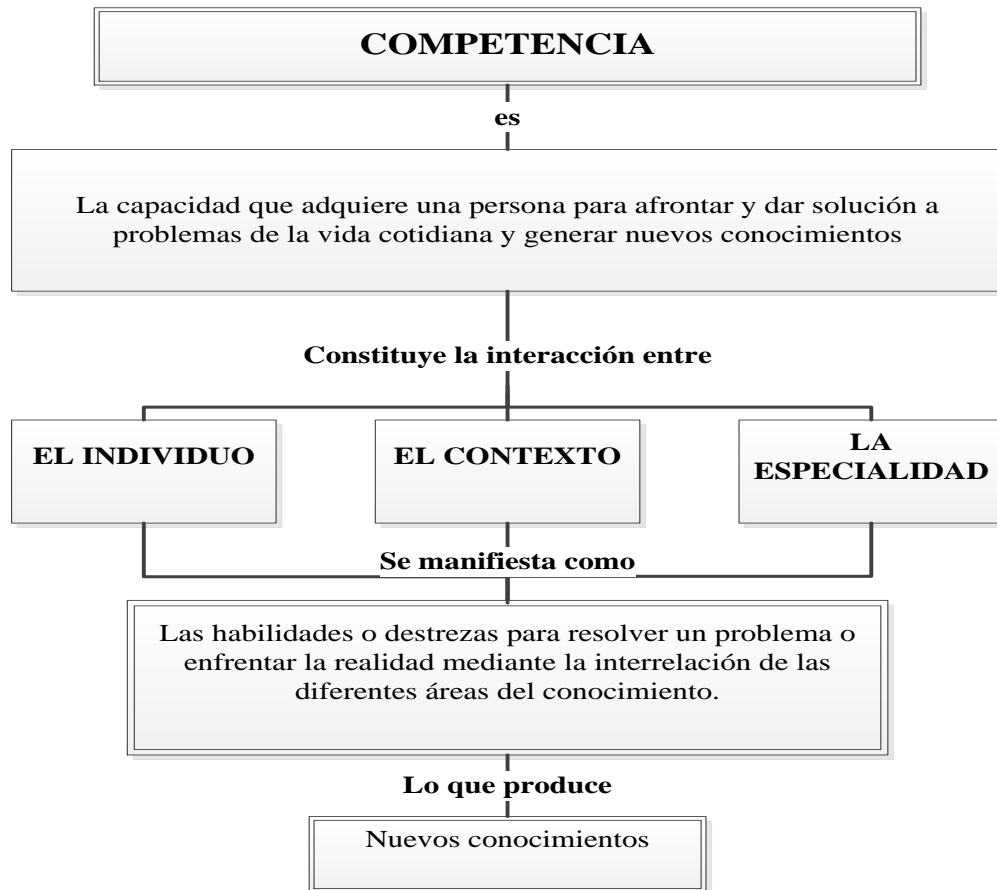 COMPETENCIA
es
La capacidad que adquiere una persona para afrontar y dar solución a
problemas de la vida cotidiana y generar nuevos conocimientos
Constituye la interacción entre
EL INDIVIDUO
EL CONTEXTO
LA
ESPECIALIDAD
Se manifiesta como
Las habilidades o destrezas para resolver un problema o
enfrentar la realidad mediante la interrelación de las
diferentes áreas del conocimiento.
Lo que produce
Nuevos conocimientos